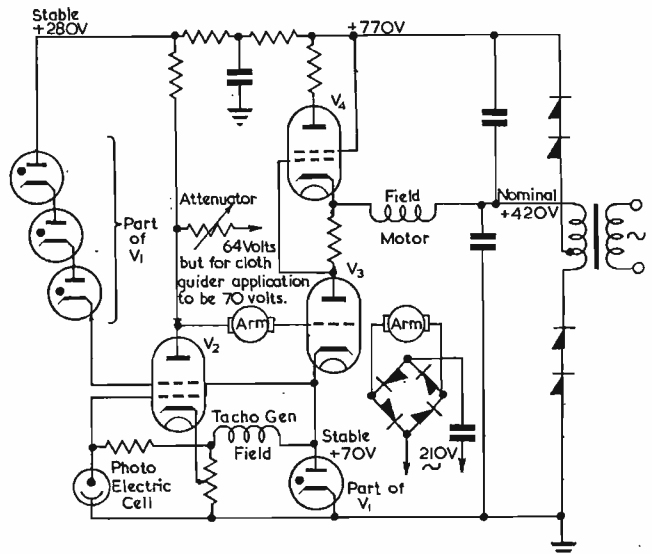 Stable
+280V
+770V
V4
Attenuator
64Volts
but for cloth
guider application
to be 70 volts.
Field
Motor
Nominal
+420V
~
Part
of
V1
V3
Arm
V2
Arm
Tacho Gen
Field
Stable
+70V
210V
~
Photo
Electric
Cell
Part of
V1